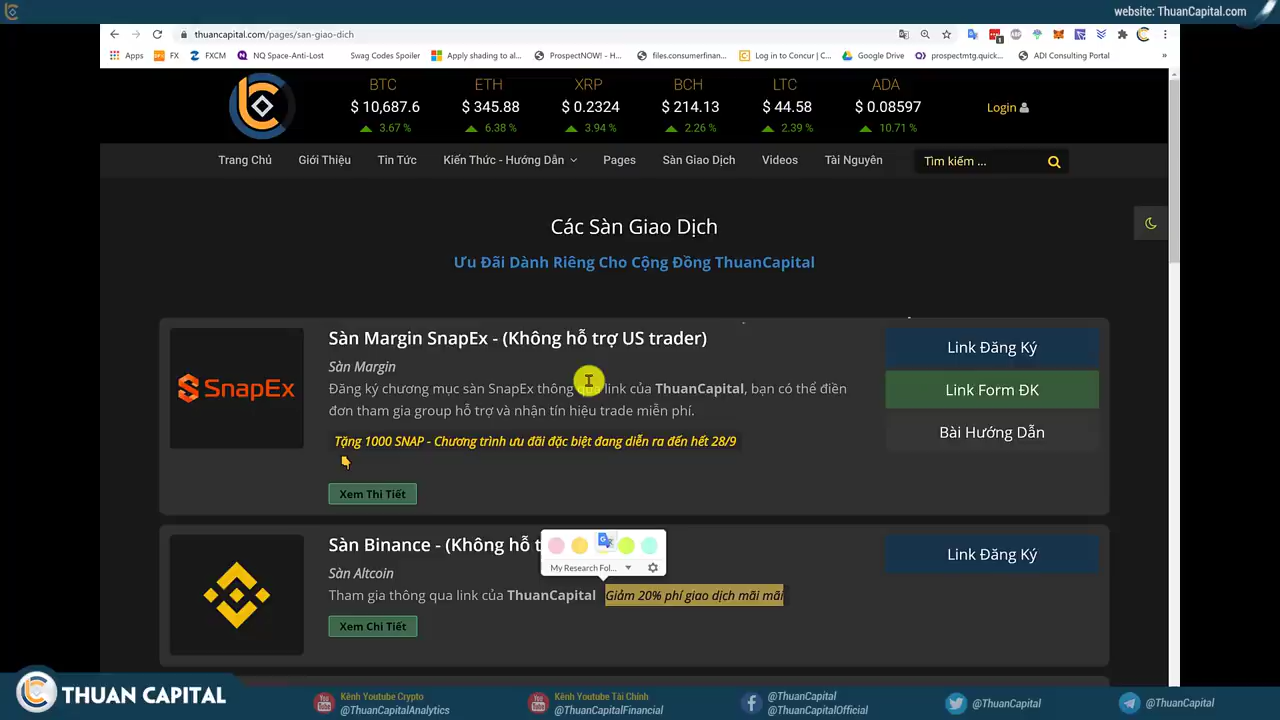 website: ThuanCapital.com
thuancapital.com/pages/san-giao-dich
Apps FX FXCM NQ Space-Anti-Lost Swag Codes Spoiler Apply shading to al... ProspectNOW! - H... files.consumerfinan... Log in to Concur | ... Google Drive prospectmtg.quick... ADI Consulting Portal »
BTC ETH XRP BCH LTC ADA
$ 10,687.6 $ 345.88 $ 0.2324 $ 214.13 $ 44.58 $ 0.08597
3.67 % 6.38 % 3.94 % 2.26 % 2.39 % 10.71 %
Login
Trang Chủ Giới Thiệu Tin Tức Kiến Thức - Hướng Dẫn Pages Sàn Giao Dịch Videos Tài Nguyên Tìm kiếm ...
Các Sàn Giao Dịch
Ưu Đãi Dành Riêng Cho Cộng Đồng ThuanCapital
SnapEx
Sàn Margin SnapEx - (Không hỗ trợ US trader)
Sàn Margin
Đăng ký chương mục sàn SnapEx thông qua link của ThuanCapital, bạn có thể điền
đơn tham gia group hỗ trợ và nhận tín hiệu trade miễn phí.
Tặng 1000 SNAP - Chương trình ưu đãi đặc biệt đang diễn ra đến hết 28/9
Xem Thi Tiết
Link Đăng Ký
Link Form ĐK
Bài Hướng Dẫn
Sàn Binance - (Không hỗ t
My Research Fol...
Sàn Altcoin
Tham gia thông qua link của ThuanCapital Giảm 20% phí giao dịch mãi mãi
Xem Chi Tiết
Link Đăng Ký
THUAN CAPITAL
Kênh Youtube Crypto
@ThuanCapitalAnalytics
Kênh Youtube Tài Chính
@ThuanCapitalFinancial
@ThuanCapital
@ThuanCapitalOfficial
@ThuanCapital
@ThuanCapital